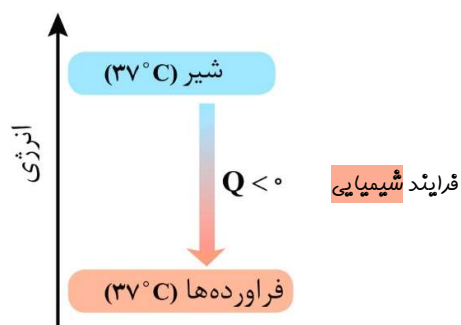 شیر (۳۷°C)
انرژی
Q < ۰
فرایند شیمیایی
فراورده‌ها (۳۷°C)